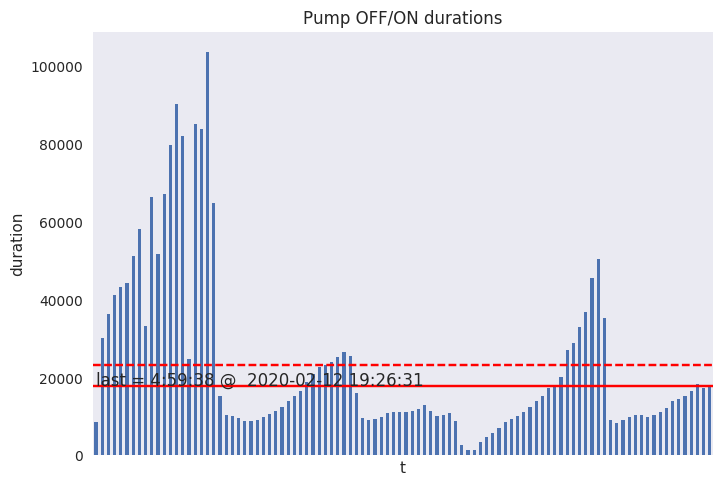 Pump OFF/ON durations
100000
80000
60000
40000
20000
0
duration
last = 4:59:38 @  2020-02-12 19:26:31
t